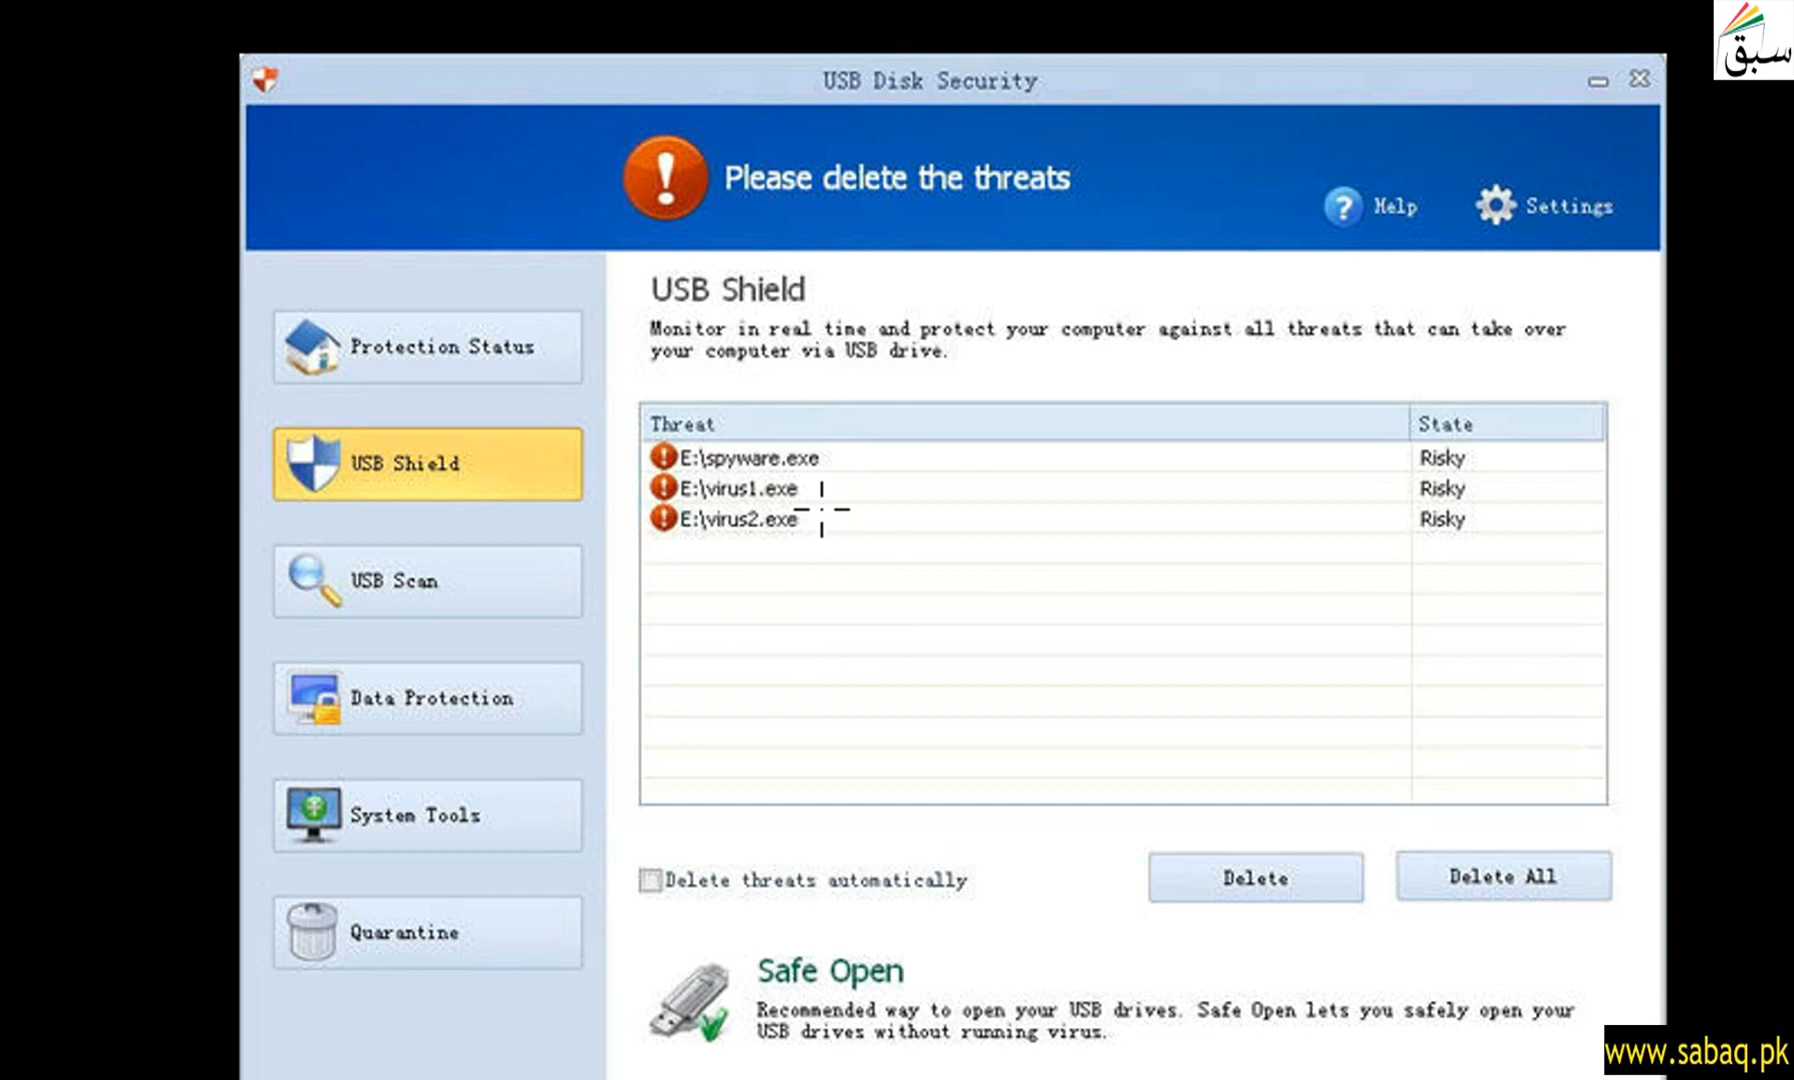 سبق
USB Disk Security
Please delete the threats
Help
Settings
Protection Status
USB Shield
USB Scan
Data Protection
System Tools
Quarantine
USB Shield
Monitor in real time and protect your computer against all threats that can take over
your computer via USB drive.
Threat State
E:\spyware.exe Risky
E:\virus1.exe Risky
E:\virus2.exe Risky
Delete threats automatically
Delete
Delete All
Safe Open
Recommended way to open your USB drives. Safe Open lets you safely open your
USB drives without running virus.
www.sabaq.pk